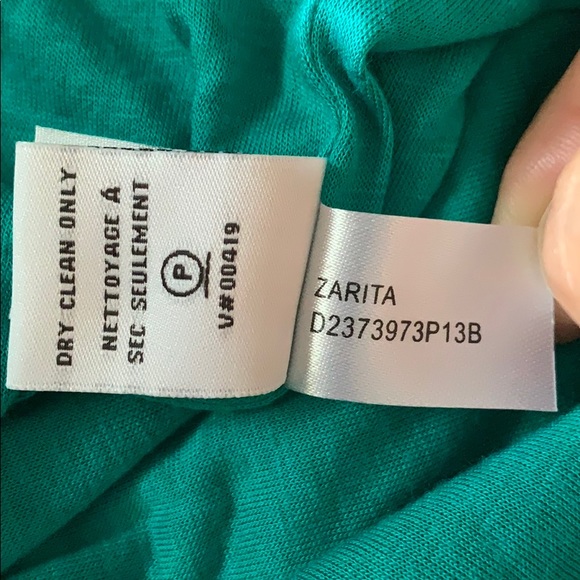 DRY CLEAN ONLY
NETTOYAGE À
SEC SEULEMENT
P
V#00419
ZARITA
D2373973P13B